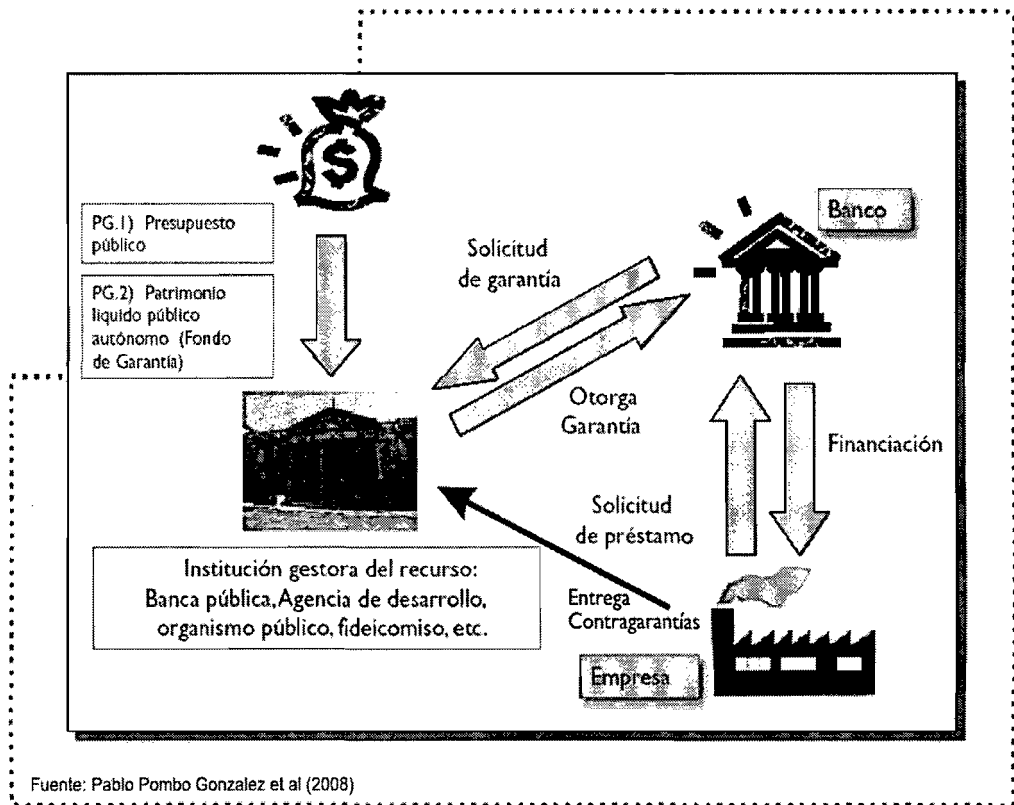 $
PG.1) Presupuesto
público
PG.2) Patrimonio
líquido público
autónomo (Fondo
de Garantía)
Solicitud
de garantía
Banco
Otorga
Garantía
Financiación
Solicitud
de préstamo
Institución gestora del recurso:
Banca pública, Agencia de desarrollo,
organismo público, fideicomiso, etc.
Entrega
Contragarantías
Empresa
Fuente: Pablo Pombo Gonzalez et al (2008)